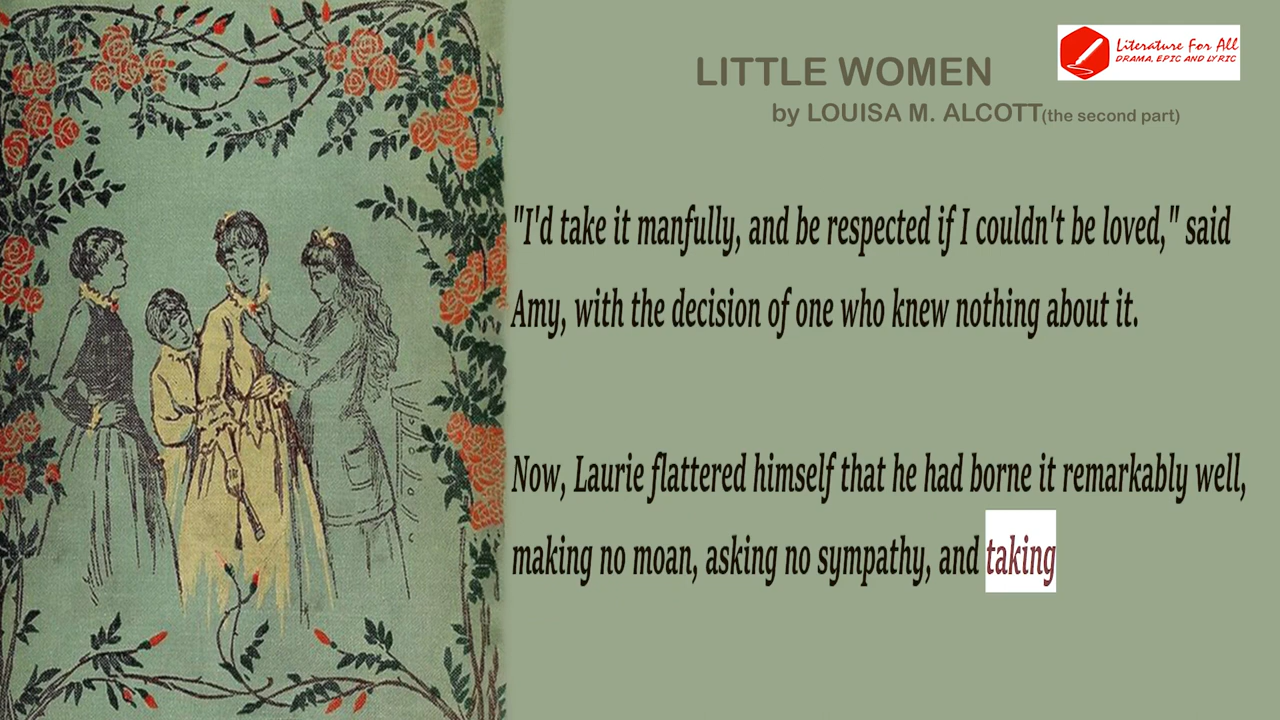 LITTLE WOMEN
Literature For All
DRAMA, EPIC AND LYRIC
by LOUISA M. ALCOTT(the second part)
"I'd take it manfully, and be respected if I couldn't be loved," said
Amy, with the decision of one who knew nothing about it.
Now, Laurie flattered himself that he had borne it remarkably well,
making no moan, asking no sympathy, and taking